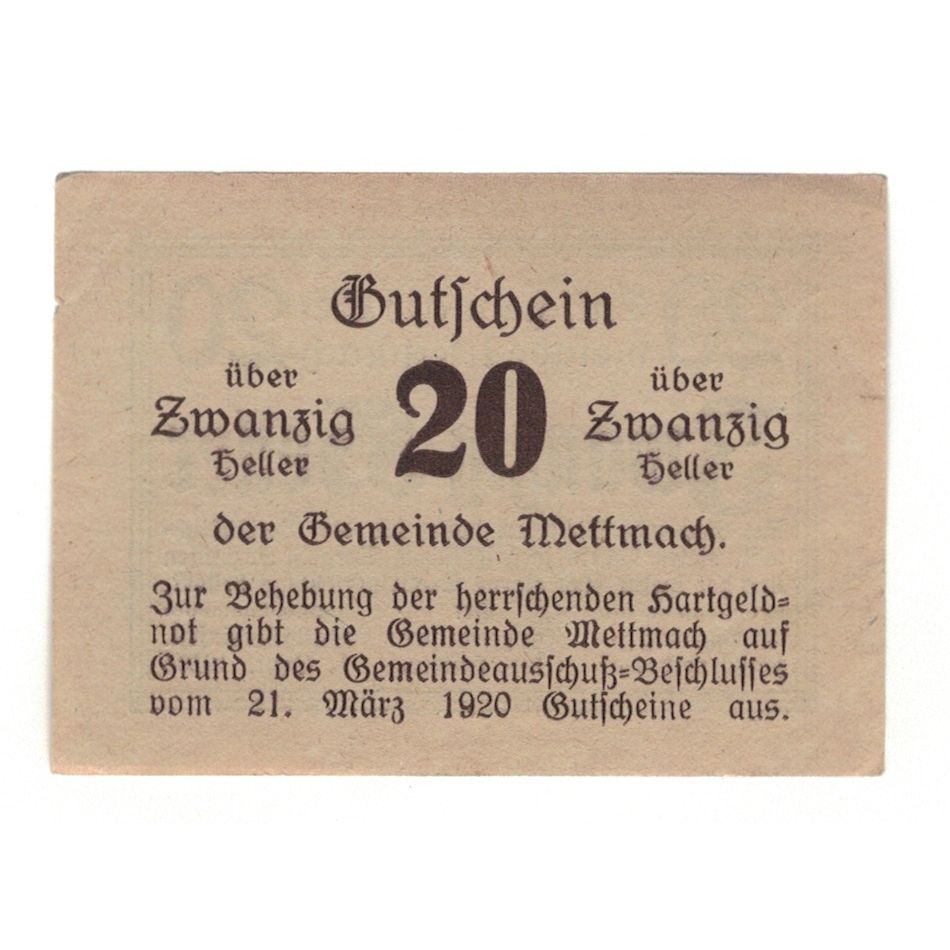 Gutschein
über
Zwanzig
Heller
20
über
Zwanzig
Heller
der Gemeinde Mettmach.
Zur Behebung der herrschenden Hartgeld-
not gibt die Gemeinde Mettmach auf
Grund des Gemeindeausschuß-Beschlusses
vom 21. März 1920 Gutscheine aus.